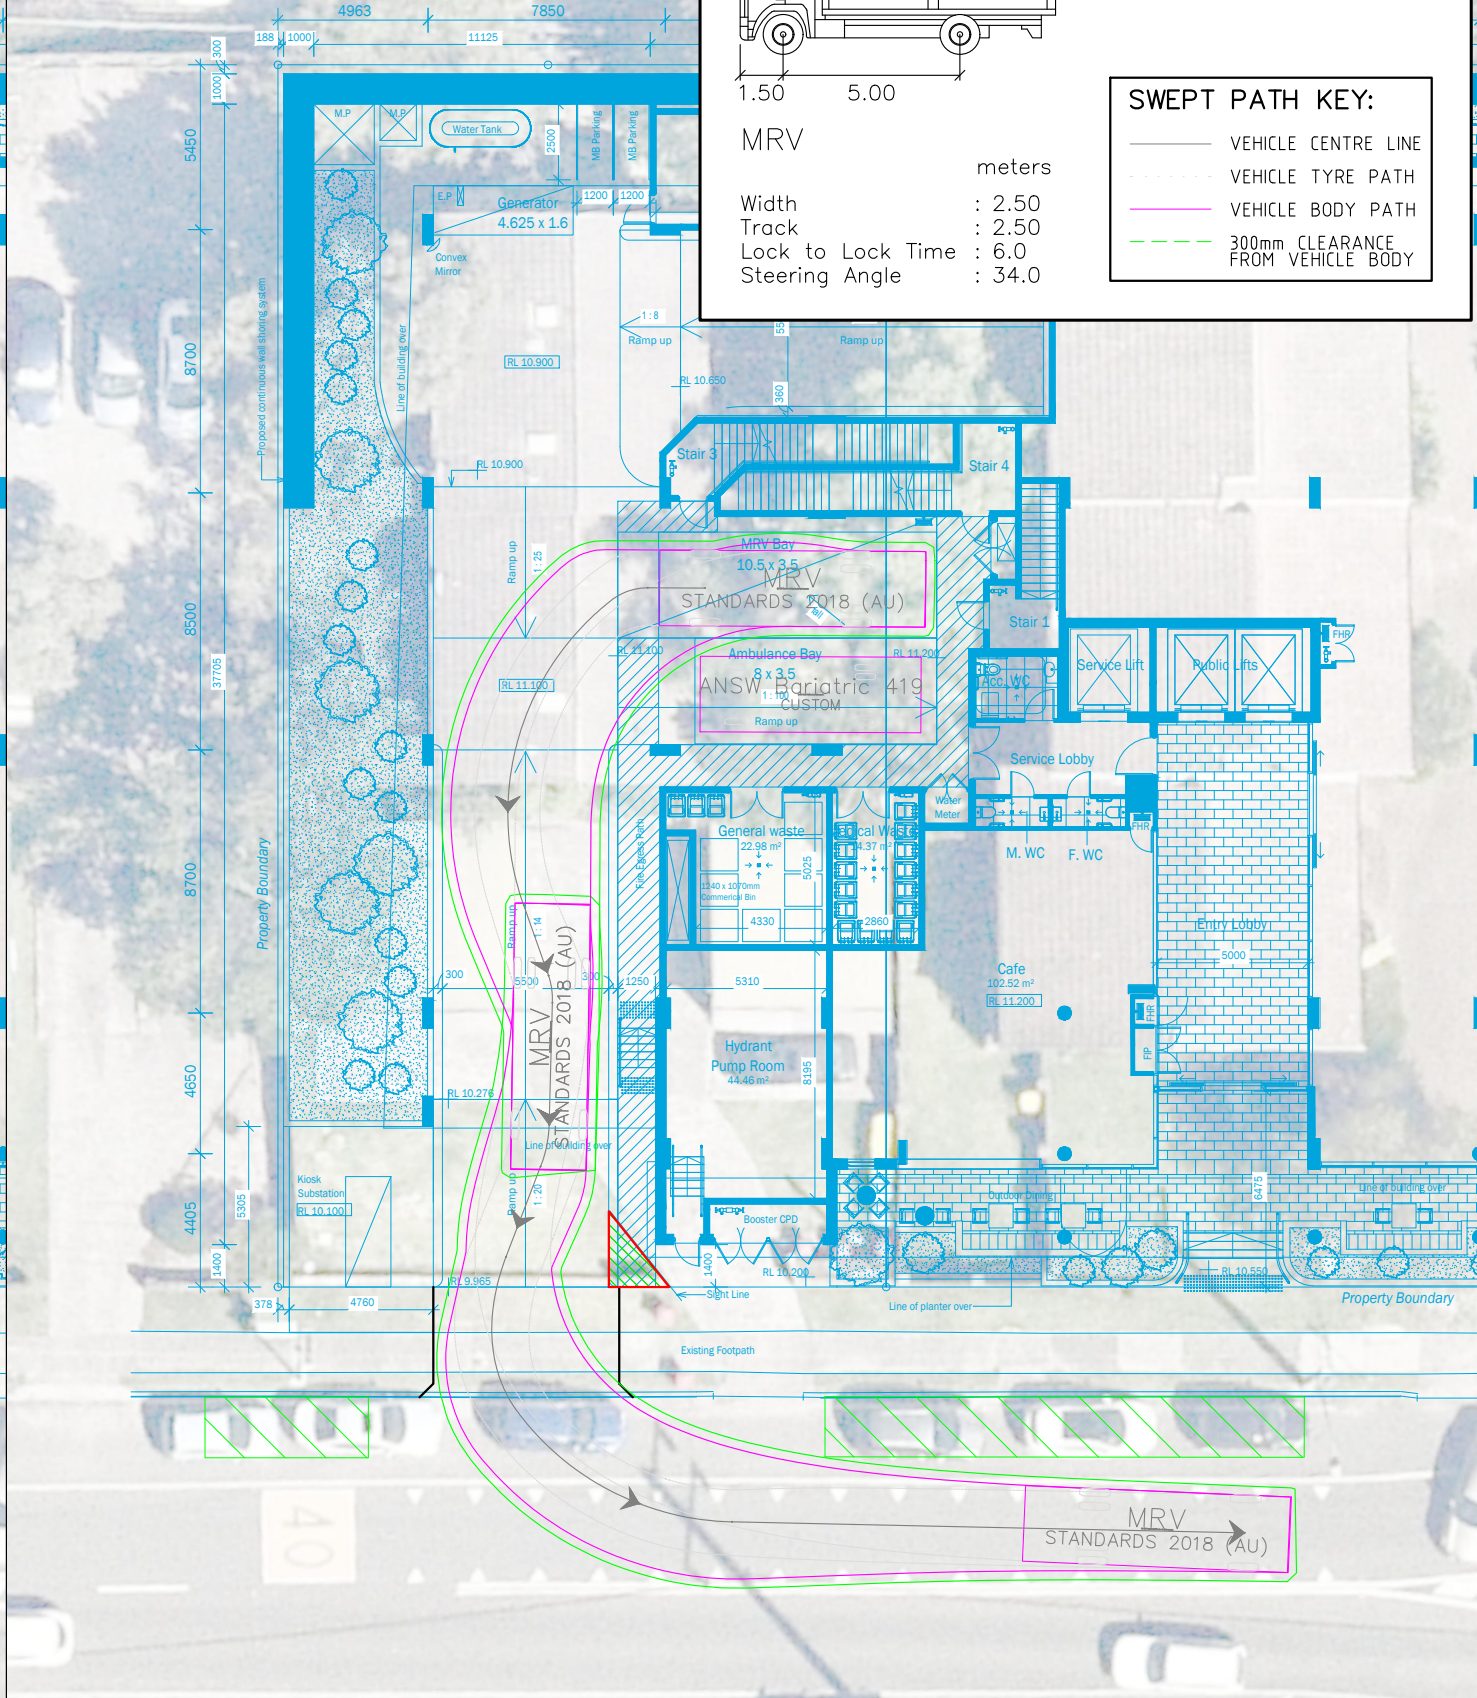 4963
7850
188
1000
11125
300
1000
1.50
5.00
MRV
meters
Width : 2.50
Track : 2.50
Lock to Lock Time : 6.0
Steering Angle : 34.0
SWEPT PATH KEY:
VEHICLE CENTRE LINE
VEHICLE TYRE PATH
VEHICLE BODY PATH
300mm CLEARANCE
FROM VEHICLE BODY
M.P
M.P
Water Tank
2500
MB Parking
MB Parking
1200
1200
5450
E.P
Generator
4.625 x 1.6
Convex
Mirror
Proposed continuous wall shoring system
Line of building over
1 : 8
Ramp up
Ramp up
RL 10.900
RL 10.650
360
8700
Stair 3
Stair 4
RL 10.900
Ramp up
1 : 25
MRV Bay
10.5 x 3.5
MRV
STANDARDS 2018 (AU)
8500
37705
Stair 1
FHR
RL 11.100
Ambulance Bay
RL 11.200
8 x 3.5
ANSW Bariatric 419
CUSTOM
1 : 100
Ramp up
RL 11.100
Acc. WC
Service Lift
Public Lifts
Service Lobby
Water
Meter
FHR
M. WC
F. WC
General waste
22.98 m²
5025
1240 x 1070mm
Commerical Bin
4330
2860
Fire Egress Path
8700
Property Boundary
Ramp up
1 : 14
300
5500
300
1250
5310
MRV
STANDARDS 2018 (AU)
Entry Lobby
5000
Cafe
102.52 m²
RL 11.200
FHR
FIP
Hydrant
Pump Room
44.46 m²
8195
4650
RL 10.270
Line of building over
Kiosk
Substation
RL 10.100
Ramp up
1 : 20
5305
4405
1400
Booster CPD
1400
RL 10.200
Outdoor Dining
6475
Line of building over
RL 10.550
RL 9.965
Sight Line
Line of planter over
Property Boundary
378
4760
Existing Footpath
40
MRV
STANDARDS 2018 (AU)